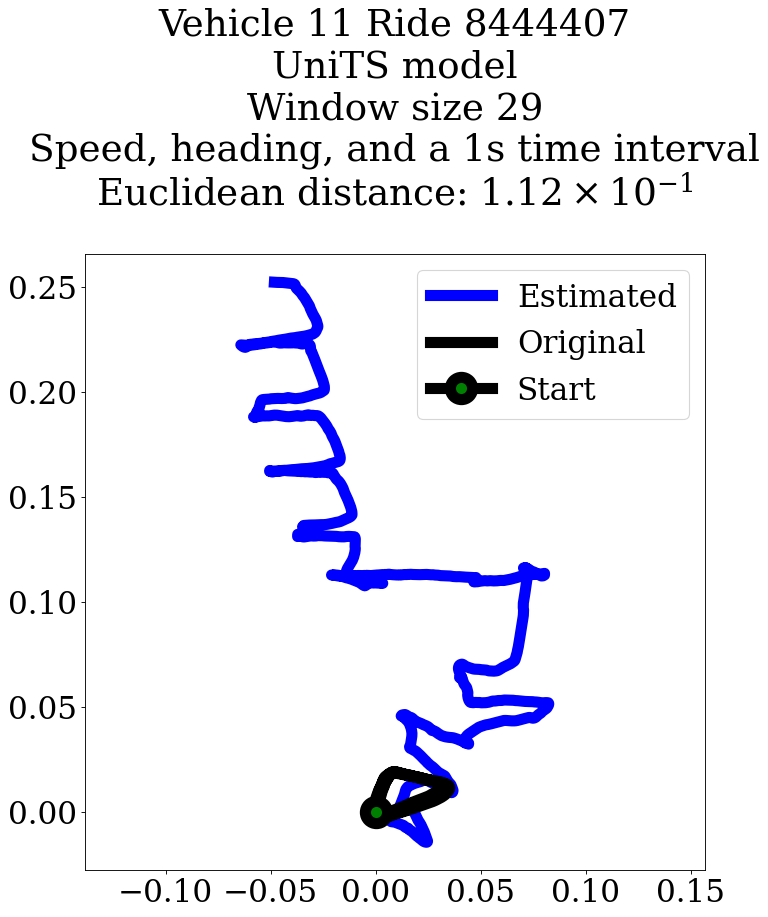 Vehicle 11 Ride 8444407
UniTS model
Window size 29
Speed, heading, and a 1s time interval
Euclidean distance: 1.12 × 10⁻¹
Estimated
Original
Start
0.25
0.20
0.15
0.10
0.05
0.00
−0.10 −0.05 0.00 0.05 0.10 0.15